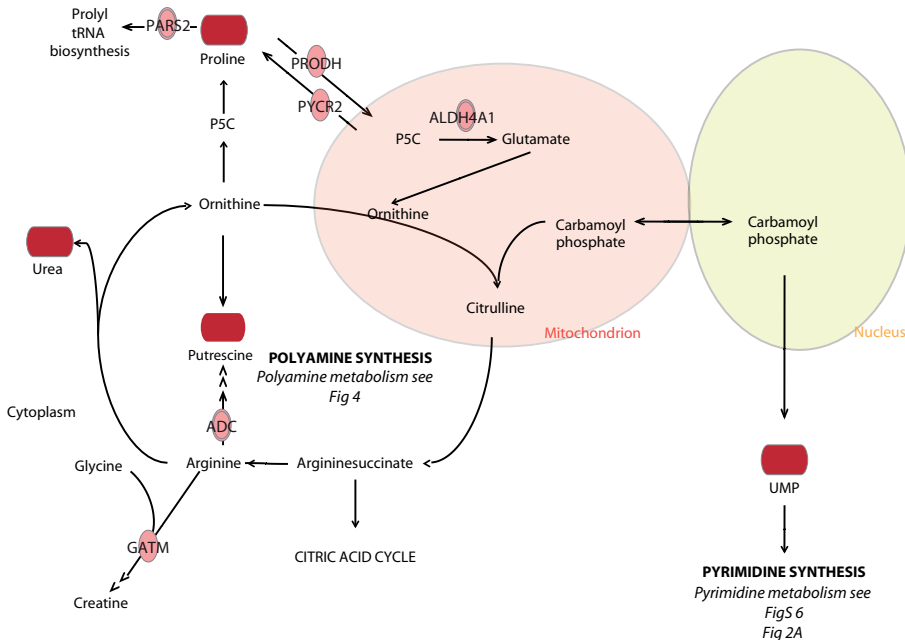 Prolyl
tRNA
biosynthesis
PARS2
Proline
PRODH
PYCR2
P5C
ALDH4A1
P5C
Glutamate
Ornithine
Ornithine
Carbamoyl
phosphate
Carbamoyl
phosphate
Urea
Citrulline
Mitochondrion
Nucleus
Putrescine
POLYAMINE SYNTHESIS
Polyamine metabolism see
Fig 4
Cytoplasm
ADC
Glycine
Arginine
Argininesuccinate
UMP
GATM
CITRIC ACID CYCLE
Creatine
PYRIMIDINE SYNTHESIS
Pyrimidine metabolism see
FigS 6
Fig 2A